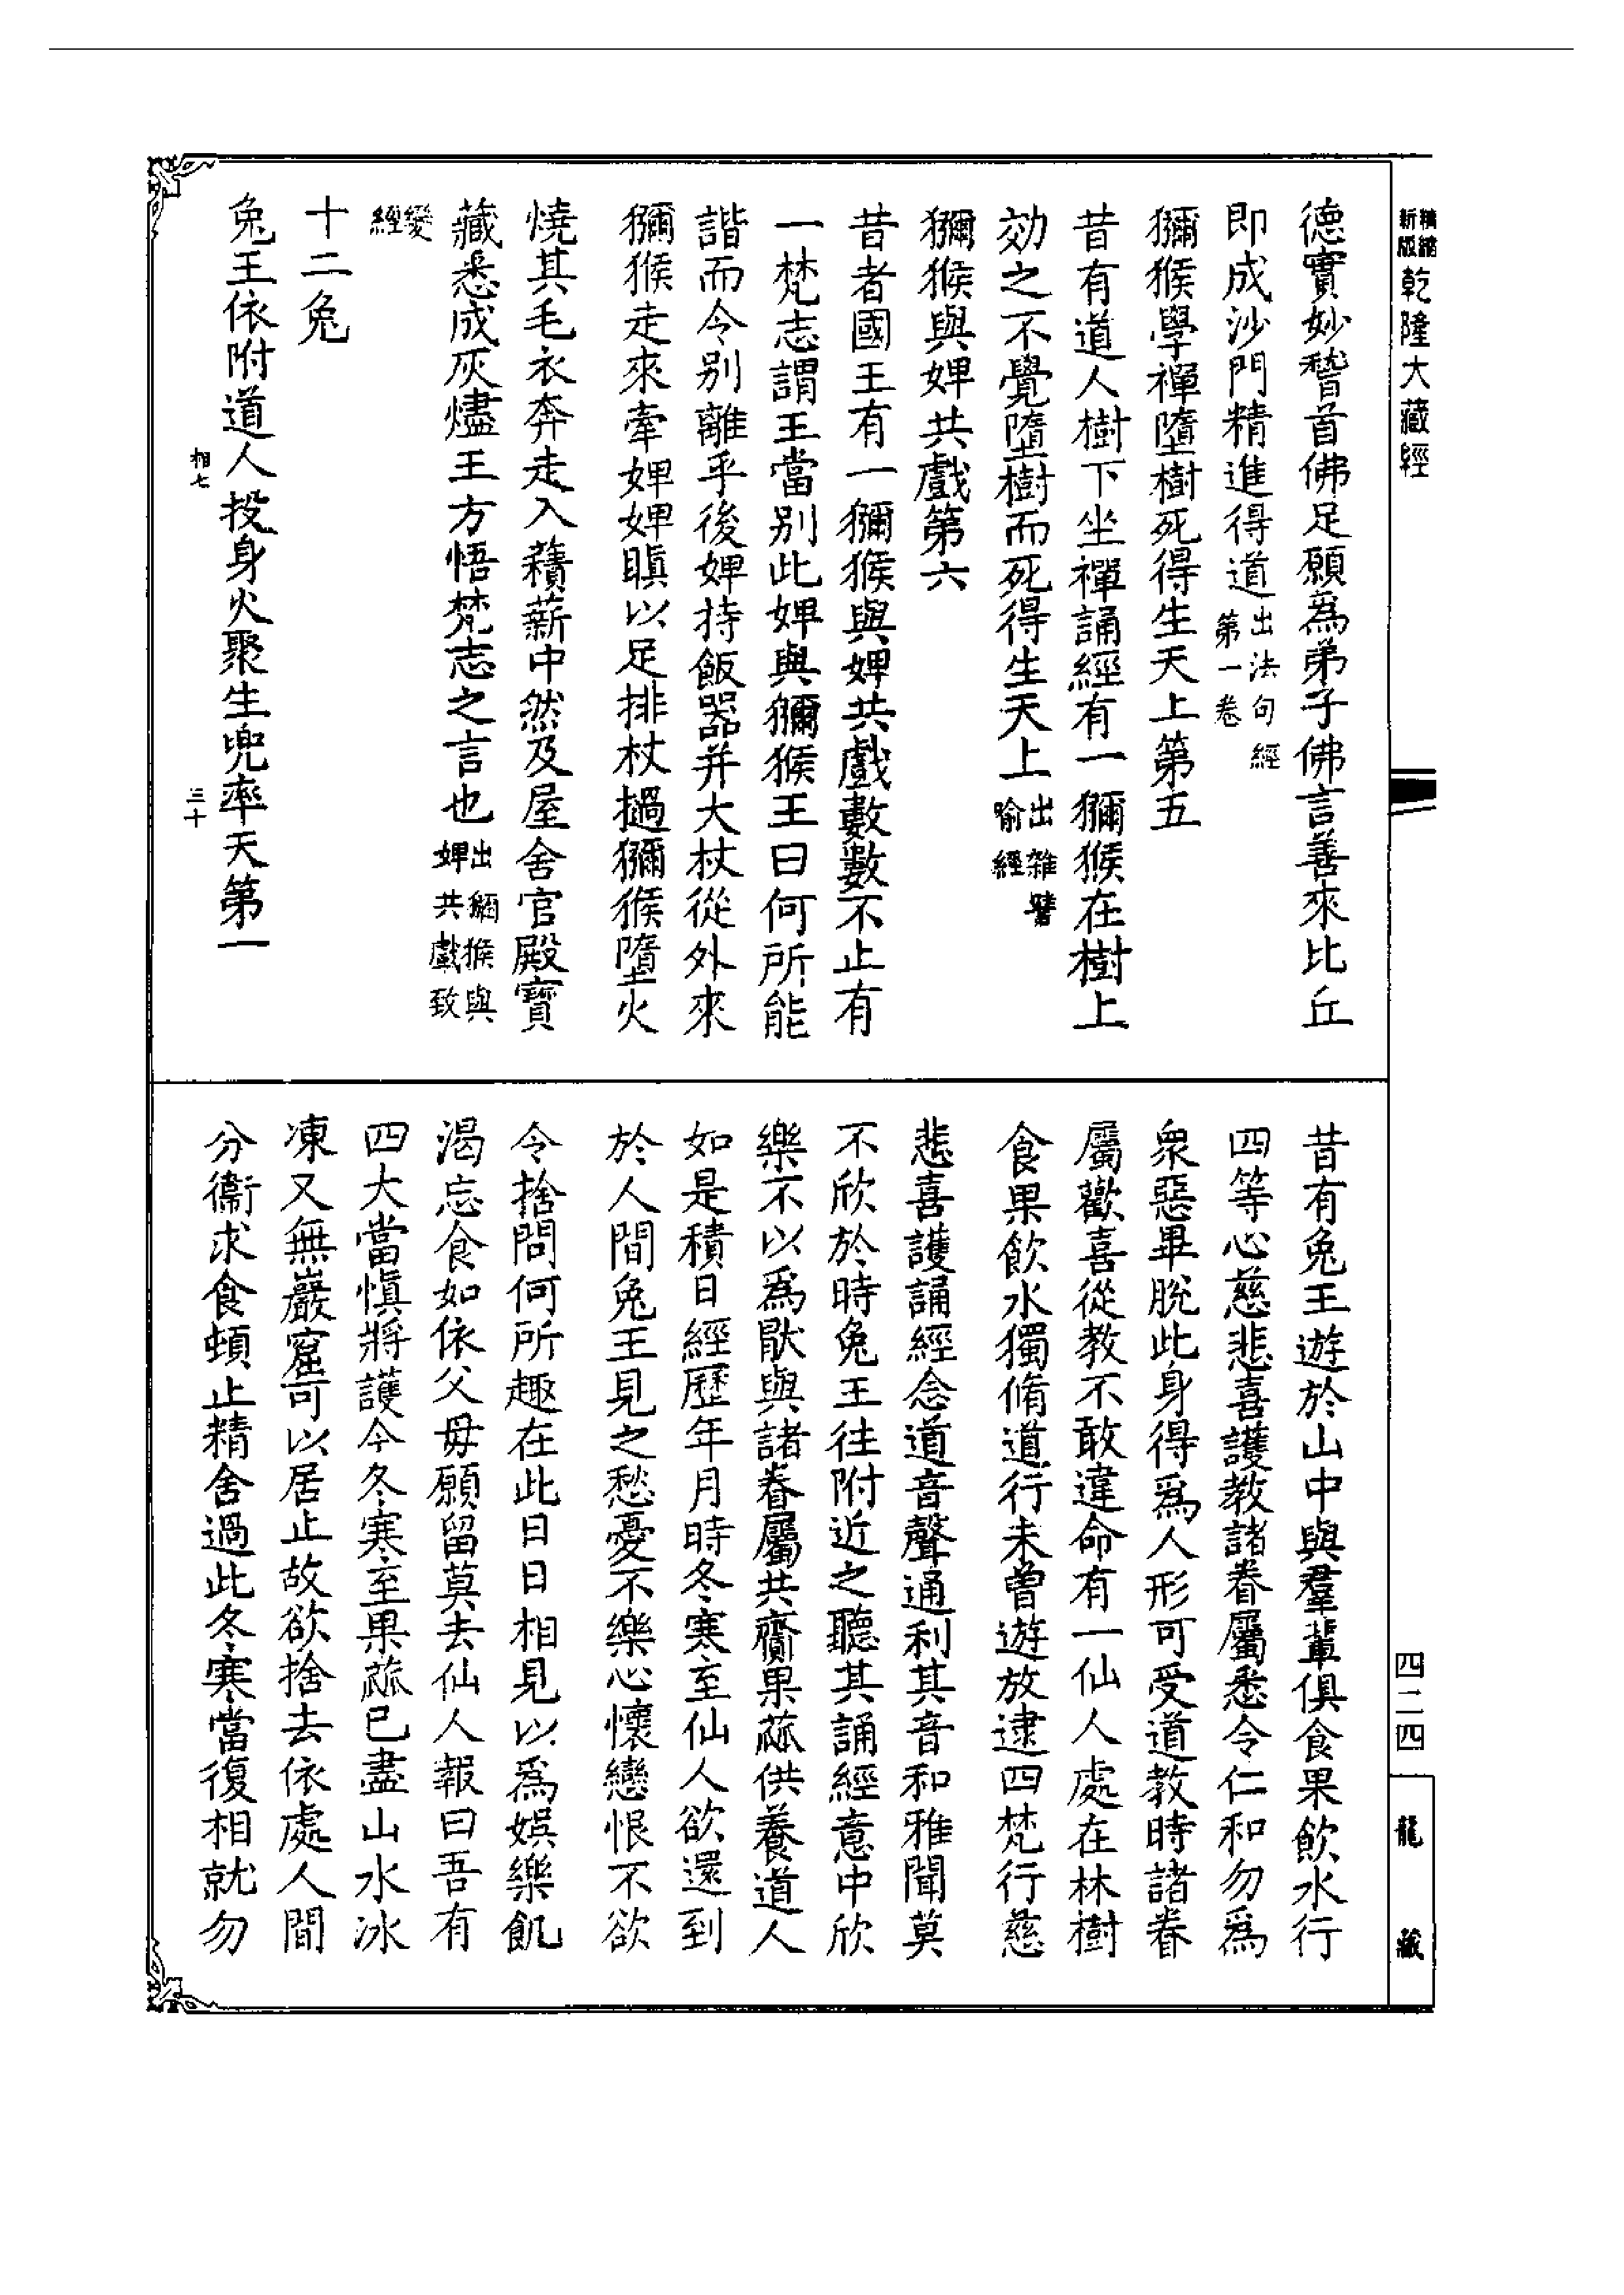 精縮新版乾隆大藏經
德實妙稽首佛足願為弟子佛言善來比丘
即成沙門精進得道出法句經第一卷
獼猴學禪墮樹死得生天上第五
昔有道人樹下坐禪誦經有一獼猴在樹上
効之不覺墮樹而死得生天上出雜譬喻經
獼猴與婢共戲第六
昔者國王有一獼猴與婢共戲數數不止有
一梵志謂王當別此婢與獼猴王曰何所能
諧而令別離乎後婢持飯器并大杖從外來
獼猴走來牽婢婢瞋以足排杖撾獼猴墮火
燒其毛衣奔走入積薪中然及屋舍官殿寶
藏悉成灰燼王方悟梵志之言也出獼猴與婢共戲致
變經
十二兔
兔王依附道人投身火聚生兜率天第一
相七
三十
昔有兔王遊於山中與羣輩俱食果飲水行
四等心慈悲喜護教諸眷屬悉令仁和勿為
眾惡畢脫此身得為人形可受道教時諸眷
屬歡喜從教不敢違命有一仙人處在林樹
食果飲水獨脩道行未曾遊放逮四梵行慈
悲喜護誦經念道音聲通利其音和雅聞莫
不欣於時兔王往附近之聽其誦經意中欣
樂不以為猒與諸眷屬共齎果蓏供養道人
如是積日經歷年月時冬寒至仙人欲還到
於人間兔王見之愁憂不樂心懷戀恨不欲
令捨問何所趣在此日日相見以為娛樂飢
渴忘食如依父母願留莫去仙人報曰吾有
四大當慎將護今冬寒至果蓏已盡山水冰
凍又無巖窟可以居止故欲捨去依處人間
分衞求食頓止精舍過此冬寒當復相就勿
四二四
龍藏